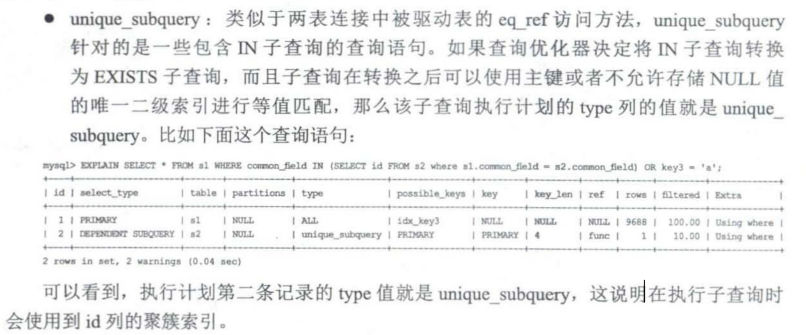 ● unique_subquery：类似于两表连接中被驱动表的 eq_ref 访问方法，unique_subquery
针对的是一些包含 IN 子查询的查询语句。如果查询优化器决定将 IN 子查询转换
为 EXISTS 子查询，而且子查询在转换之后可以使用主键或者不允许存储 NULL 值
的唯一二级索引进行等值匹配，那么该子查询执行计划的 type 列的值就是 unique_
subquery。比如下面这个查询语句：
mysql> EXPLAIN SELECT * FROM s1 WHERE common_field IN (SELECT id FROM s2 where s1.common_field = s2.common_field) OR key3 = 'a';
| id | select_type | table | partitions | type | possible_keys | key | key_len | ref | rows | filtered | Extra |
| 1 | PRIMARY | s1 | NULL | ALL | idx_key3 | NULL | NULL | NULL | 9688 | 100.00 | Using where |
| 2 | DEPENDENT SUBQUERY | s2 | NULL | unique_subquery | PRIMARY | PRIMARY | 4 | func | 1 | 10.00 | Using where |
2 rows in set, 2 warnings (0.04 sec)
可以看到，执行计划第二条记录的 type 值就是 unique_subquery，这说明在执行子查询时
会使用到 id 列的聚簇索引。